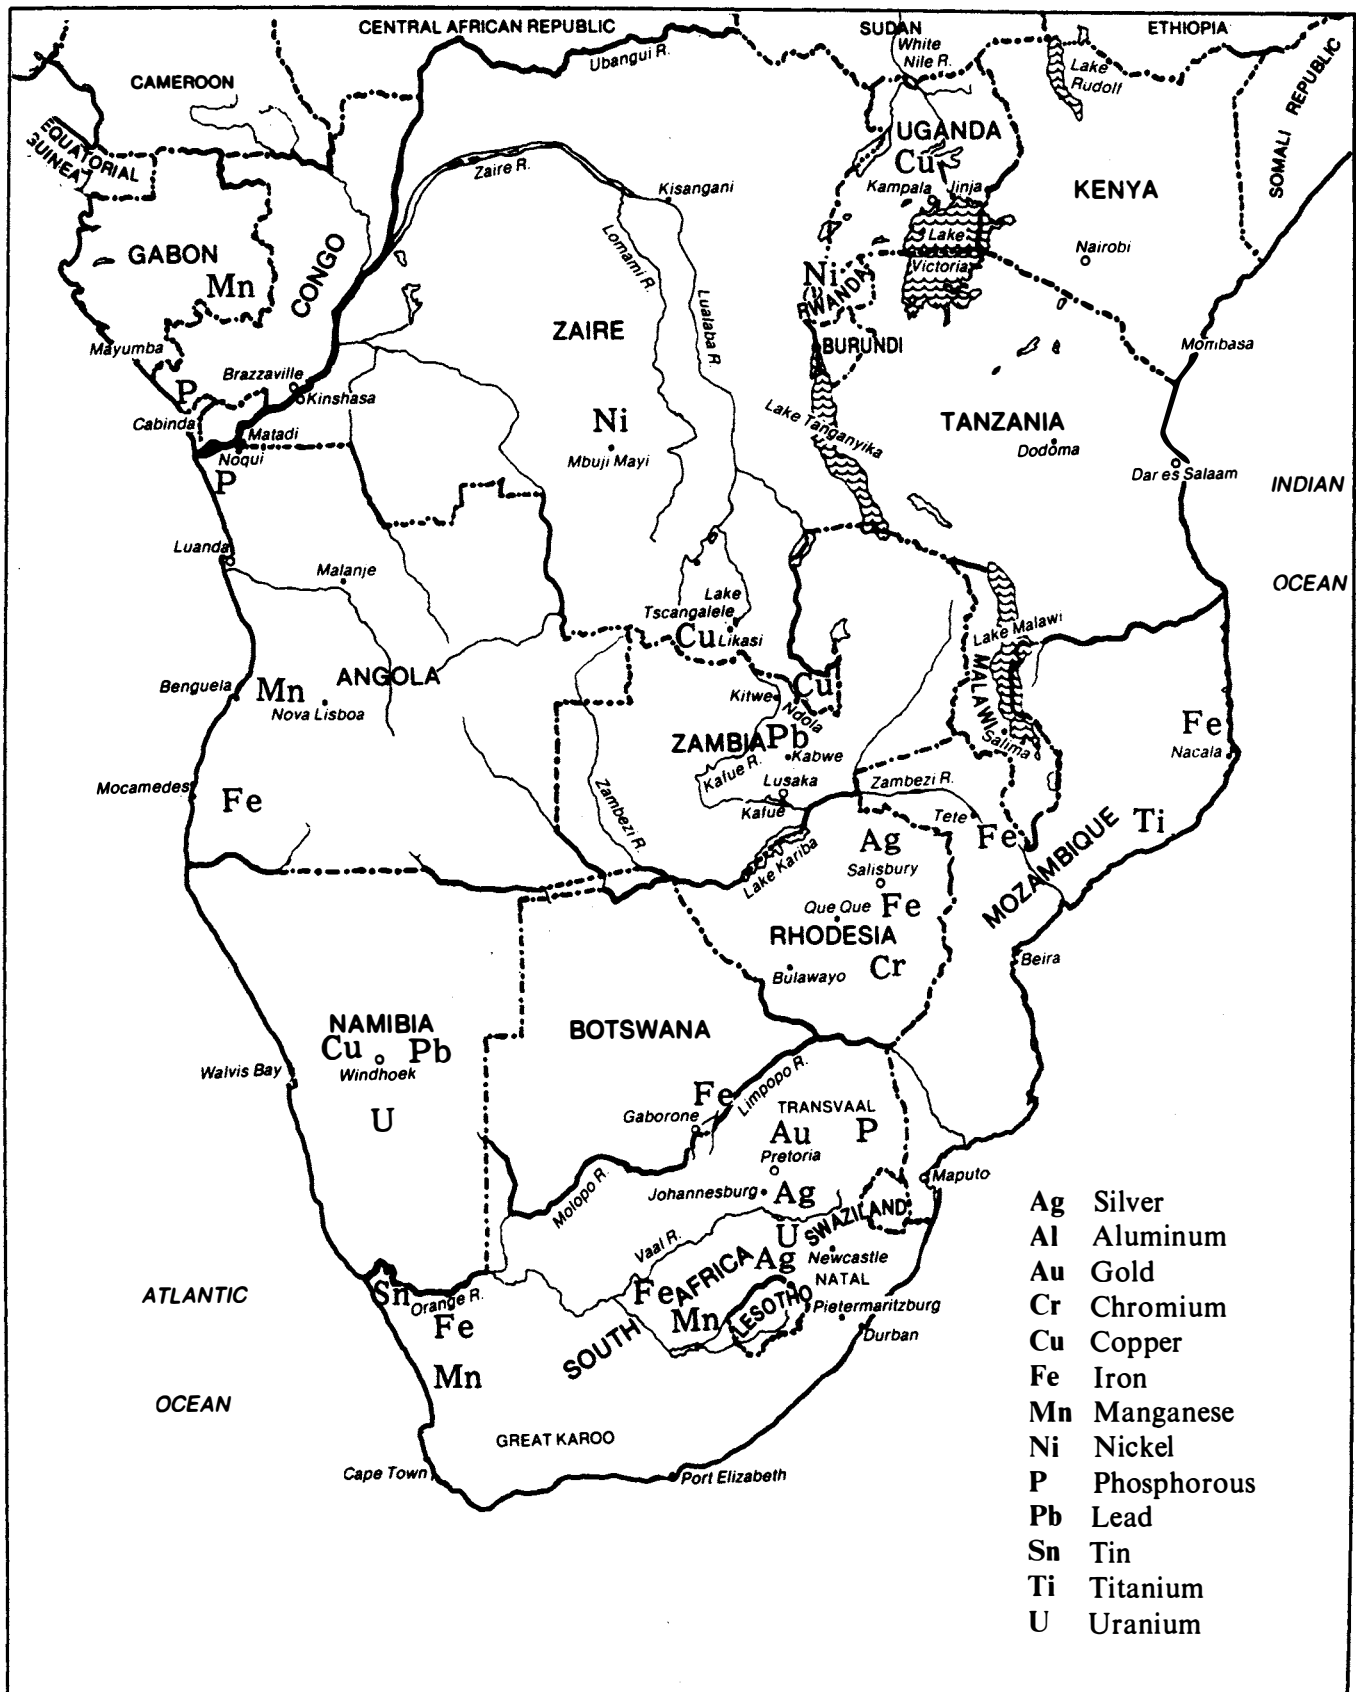 CENTRAL AFRICAN REPUBLIC
SUDAN
ETHIOPIA
White
Nile R.
Ubangui R.
Lake
Rudolf
SOMALI REPUBLIC
CAMEROON
EQUATORIAL
GUINEA
UGANDA
Cu
Kampala
Jinja
KENYA
Zaire R.
Kisangani
Lake
Victoria
Nairobi
GABON
Mn
CONGO
Lomami R.
Lualaba R.
Ni
RWANDA
ZAIRE
BURUNDI
Mombasa
Mayumba
Brazzaville
Kinshasa
P
Cabinda
Matadi
Noqui
P
Ni
Mbuji Mayi
Lake Tanganyika
TANZANIA
Dodoma
Dar es Salaam
INDIAN
OCEAN
Luanda
Malanje
Lake
Tscangalele
Cu
Likasi
Lake Malawi
MALAWI
Benguela
Mn
ANGOLA
Nova Lisboa
Kitwe
Cu
Ndola
ZAMBIA
Pb
Kabwe
Salima
Fe
Nacala
Kafue R.
Lusaka
Kafue
Zambezi R.
Mocamedes
Fe
Zambezi R.
Lake Kariba
Tete
Fe
Ti
MOZAMBIQUE
Ag
Salisbury
Que Que
Fe
RHODESIA
Bulawayo
Cr
Beira
NAMIBIA
Cu
Pb
Windhoek
BOTSWANA
Walvis Bay
U
Fe
Gaborone
Limpopo R.
TRANSVAAL
Au
P
Pretoria
Molopo R.
Johannesburg
Ag
Maputo
SWAZILAND
Vaal R.
U
Ag
Newcastle
NATAL
ATLANTIC
OCEAN
Sn
Orange R.
Fe
Mn
Fe
Mn
SOUTH AFRICA
LESOTHO
Pietermaritzburg
Durban
GREAT KAROO
Cape Town
Port Elizabeth
Ag Silver
Al Aluminum
Au Gold
Cr Chromium
Cu Copper
Fe Iron
Mn Manganese
Ni Nickel
P Phosphorous
Pb Lead
Sn Tin
Ti Titanium
U Uranium